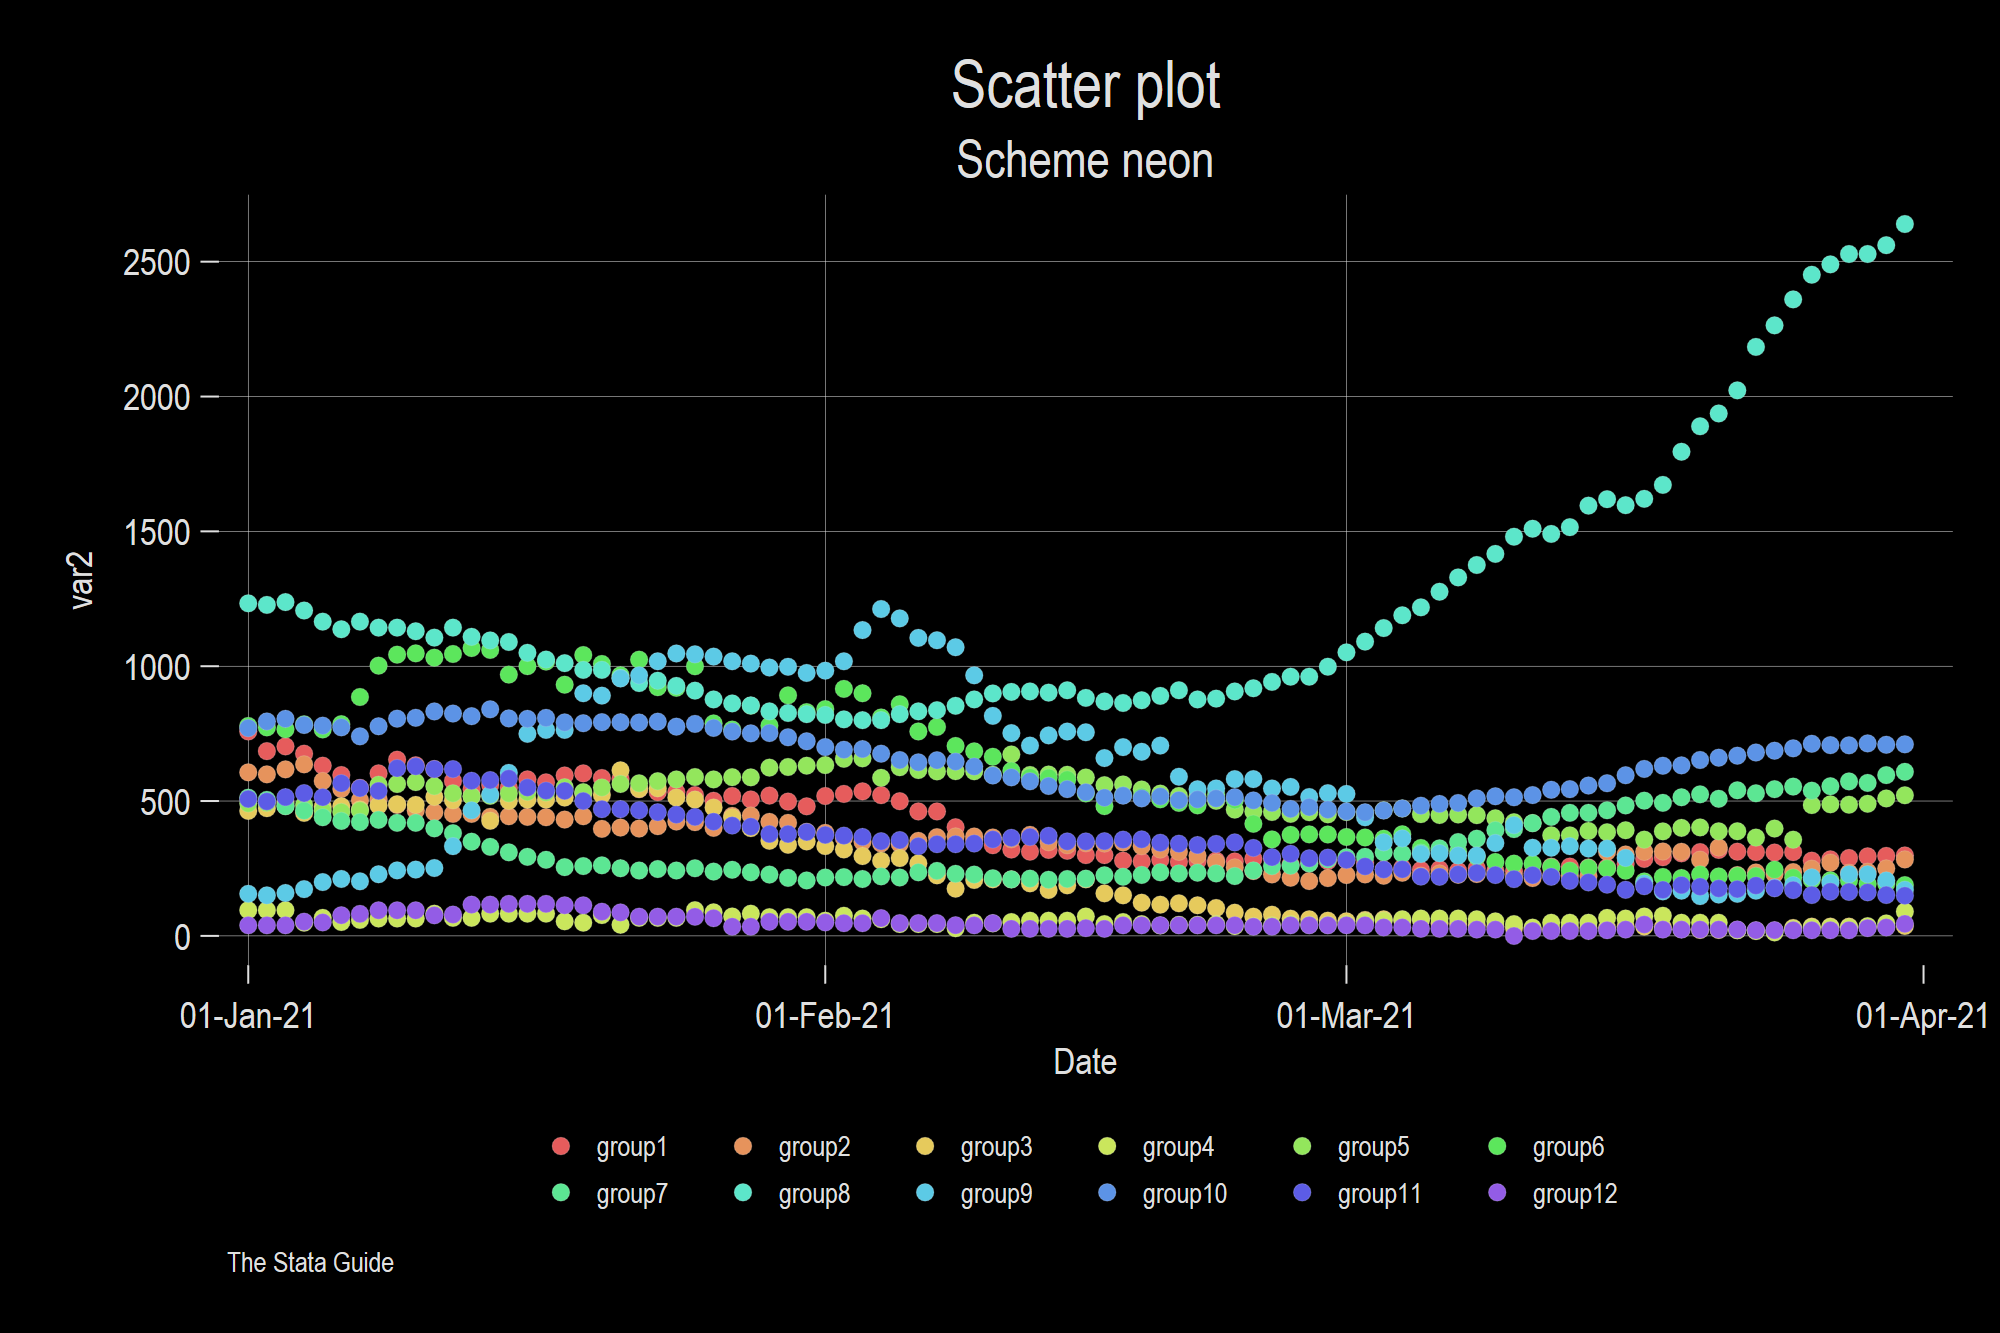 Scatter plot
Scheme neon
2500
2000
1500
1000
500
0
var2
01-Jan-21 01-Feb-21 01-Mar-21 01-Apr-21
Date
group1 group2 group3 group4 group5 group6
group7 group8 group9 group10 group11 group12
The Stata Guide